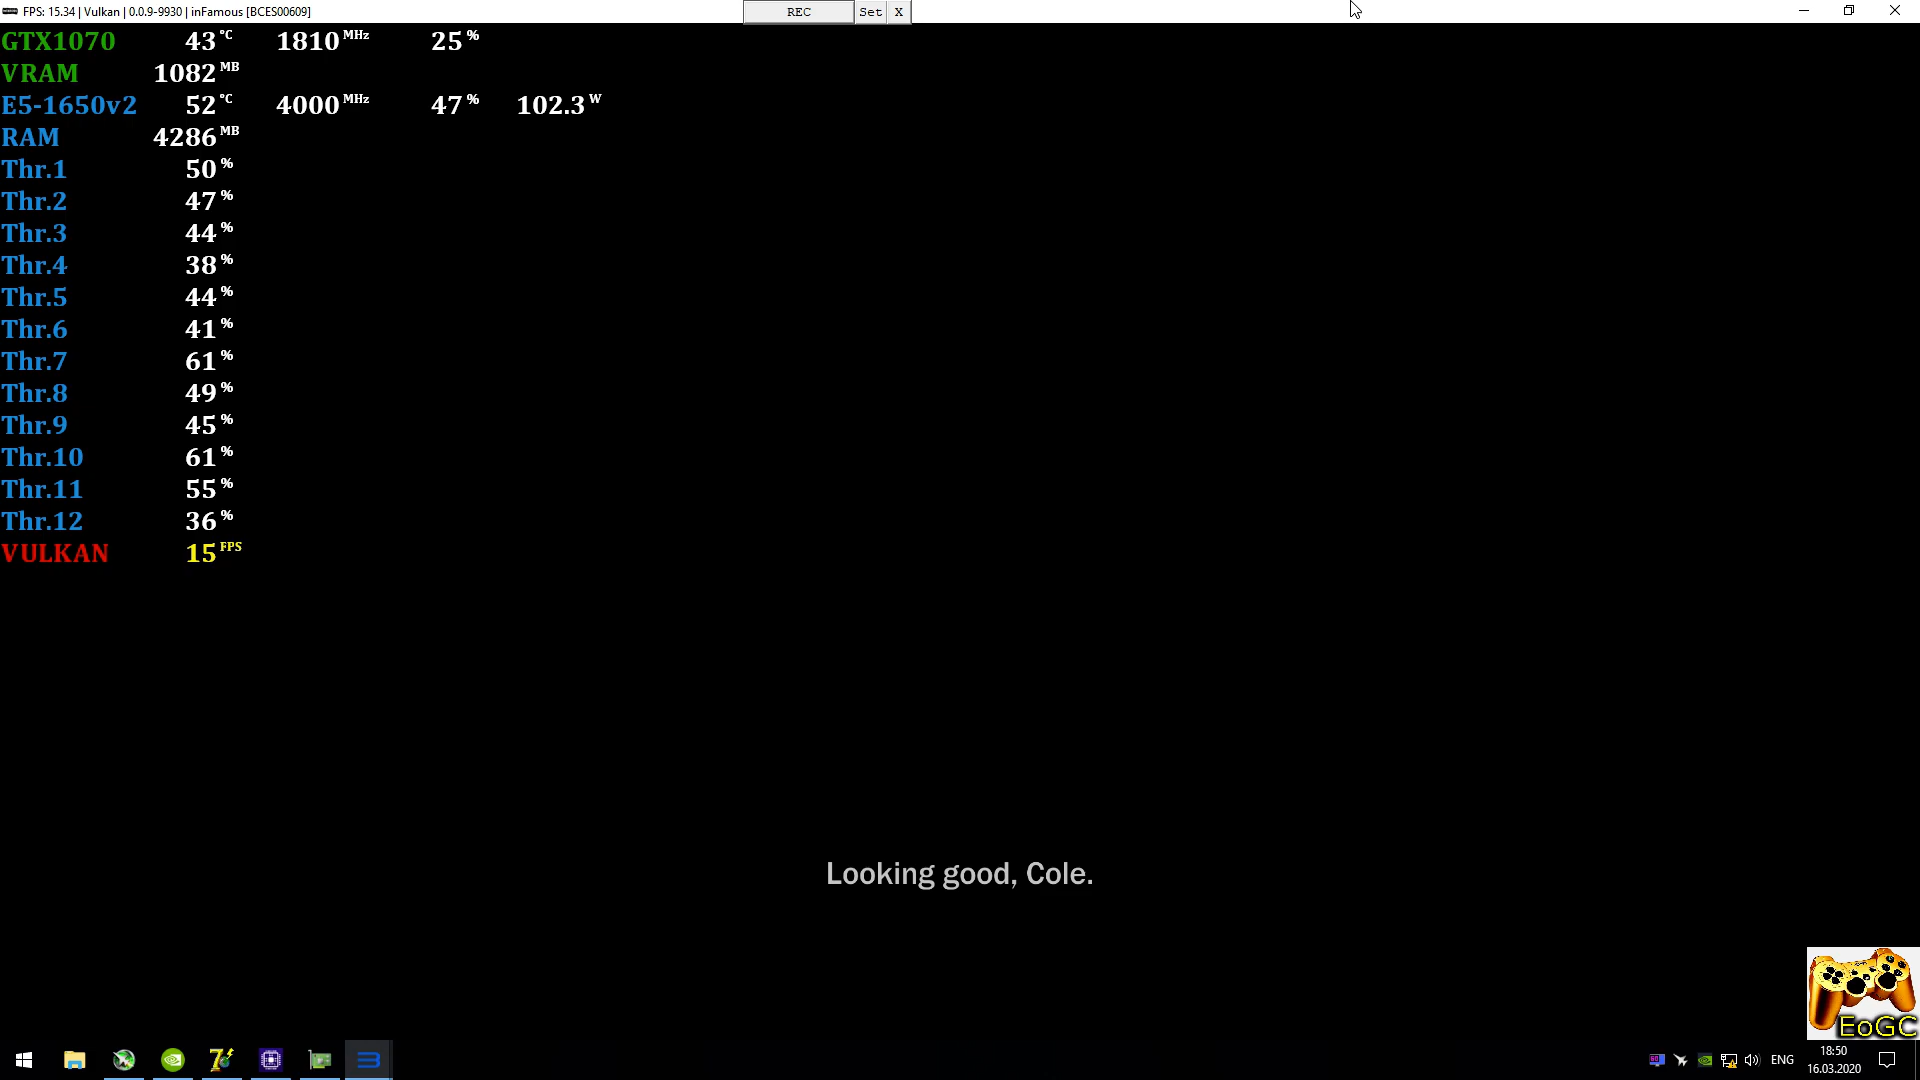 FPS: 15.34 | Vulkan | 0.0.9-9930 | inFamous [BCES00609]
REC Set X
GTX1070 43 °C 1810 MHz 25 %
VRAM 1082 MB
E5-1650v2 52 °C 4000 MHz 47 % 102.3 W
RAM 4286 MB
Thr.1 50 %
Thr.2 47 %
Thr.3 44 %
Thr.4 38 %
Thr.5 44 %
Thr.6 41 %
Thr.7 61 %
Thr.8 49 %
Thr.9 45 %
Thr.10 61 %
Thr.11 55 %
Thr.12 36 %
VULKAN 15 FPS
Looking good, Cole.
EoGC
ENG
18:50
16.03.2020